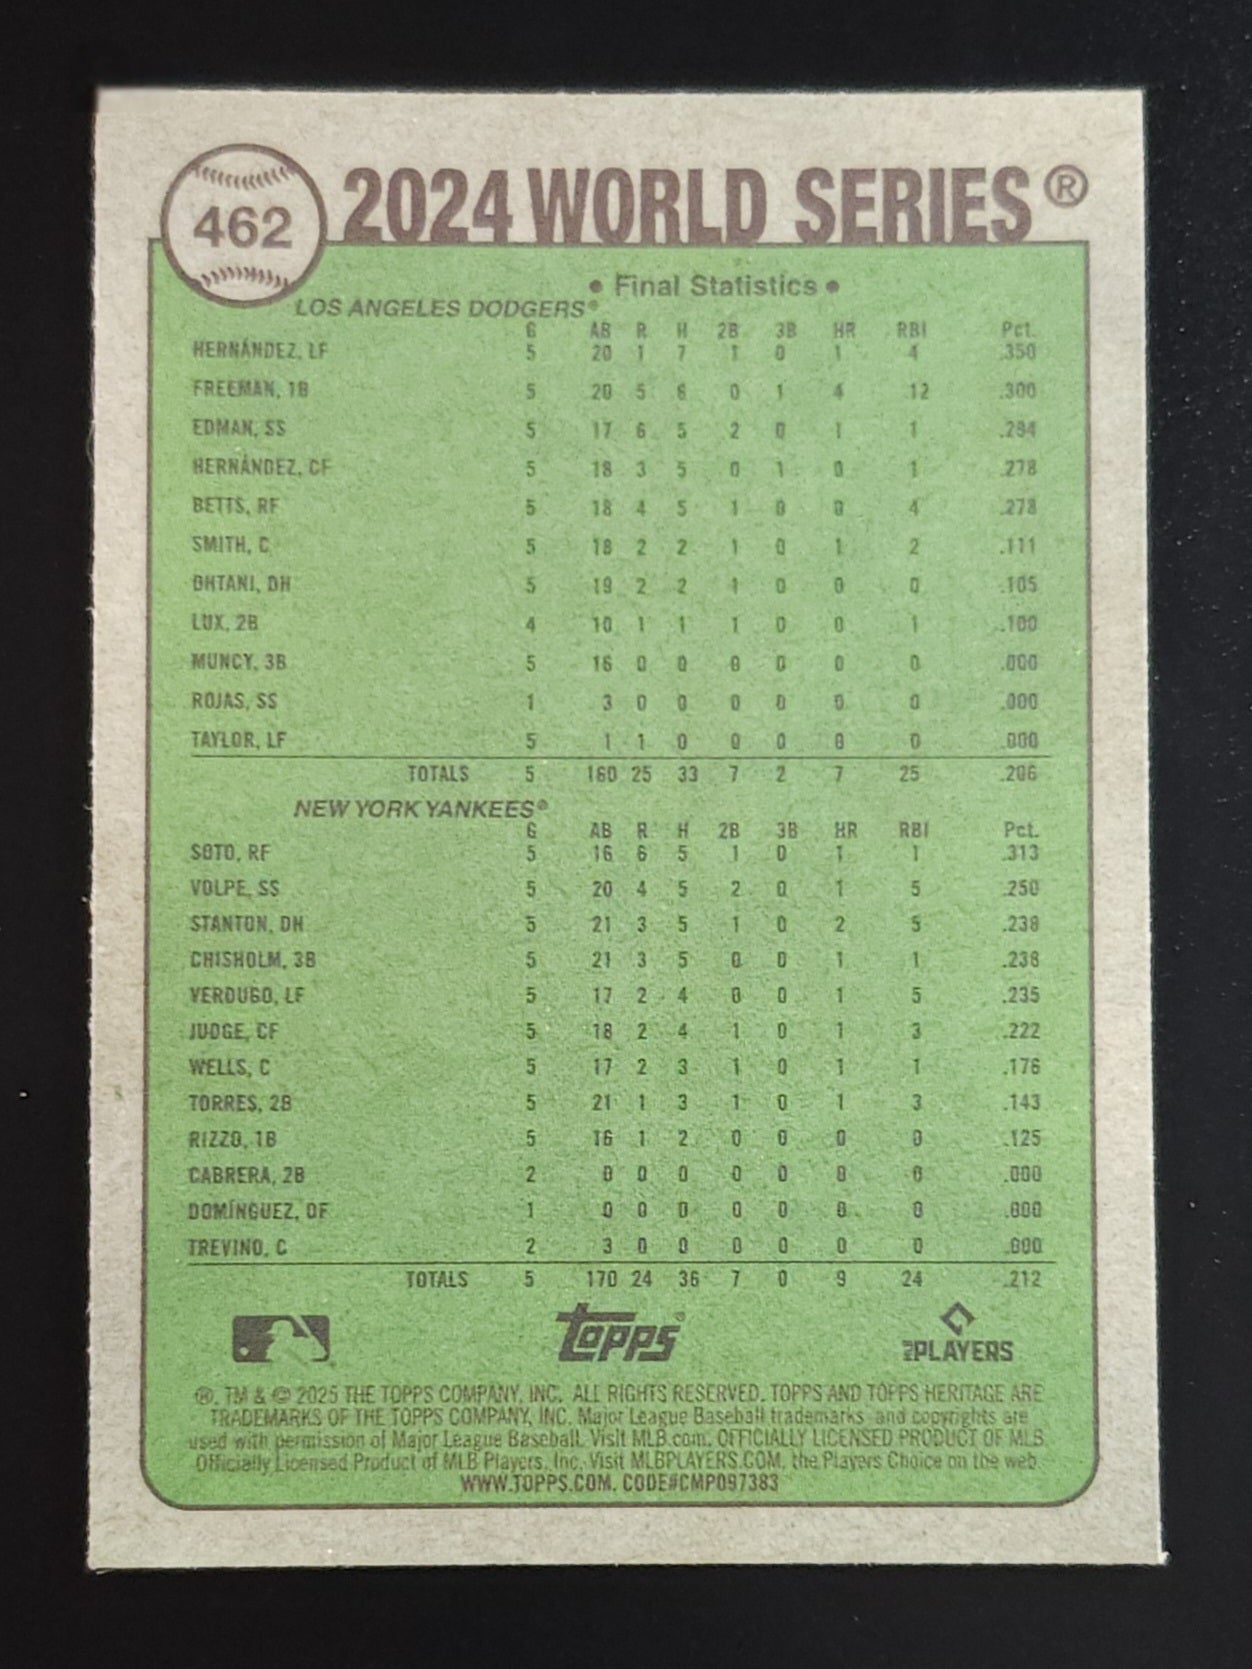 462
2024 WORLD SERIES®
• Final Statistics •
LOS ANGELES DODGERS®
G AB R H 2B 3B HR RBI Pct.
HERNÁNDEZ, LF 5 20 1 7 1 0 1 4 .350
FREEMAN, 1B 5 20 5 6 0 1 4 12 .300
EDMAN, SS 5 17 6 5 2 0 1 1 .294
HERNÁNDEZ, CF 5 18 3 5 0 1 0 1 .278
BETTS, RF 5 18 4 5 1 0 0 4 .278
SMITH, C 5 18 2 2 1 0 1 2 .111
OHTANI, DH 5 19 2 2 1 0 0 0 .105
LUX, 2B 4 10 1 1 1 0 0 1 .100
MUNCY, 3B 5 16 0 0 0 0 0 0 .000
ROJAS, SS 1 3 0 0 0 0 0 0 .000
TAYLOR, LF 5 1 1 0 0 0 0 0 .000
TOTALS 5 160 25 33 7 2 7 25 .206
NEW YORK YANKEES®
G AB R H 2B 3B HR RBI Pct.
SOTO, RF 5 16 6 5 1 0 1 1 .313
VOLPE, SS 5 20 4 5 2 0 1 5 .250
STANTON, DH 5 21 3 5 1 0 2 5 .238
CHISHOLM, 3B 5 21 3 5 0 0 1 1 .238
VERDUGO, LF 5 17 2 4 0 0 1 5 .235
JUDGE, CF 5 18 2 4 1 0 1 3 .222
WELLS, C 5 17 2 3 1 0 1 1 .176
TORRES, 2B 5 21 1 3 1 0 1 3 .143
RIZZO, 1B 5 16 1 2 0 0 0 0 .125
CABRERA, 2B 2 0 0 0 0 0 0 0 .000
DOMÍNGUEZ, OF 1 0 0 0 0 0 0 0 .000
TREVINO, C 2 3 0 0 0 0 0 0 .000
TOTALS 5 170 24 36 7 0 9 24 .212
topps® PLAYERS
®, TM & © 2025 THE TOPPS COMPANY, INC. ALL RIGHTS RESERVED. TOPPS AND TOPPS HERITAGE ARE
TRADEMARKS OF THE TOPPS COMPANY, INC. Major League Baseball trademarks and copyrights are
used with permission of Major League Baseball. Visit MLB.com. OFFICIALLY LICENSED PRODUCT OF MLB
Officially Licensed Product of MLB Players, Inc. Visit MLBPLAYERS.COM, the Players Choice on the web.
WWW.TOPPS.COM. CODE#CMP097383